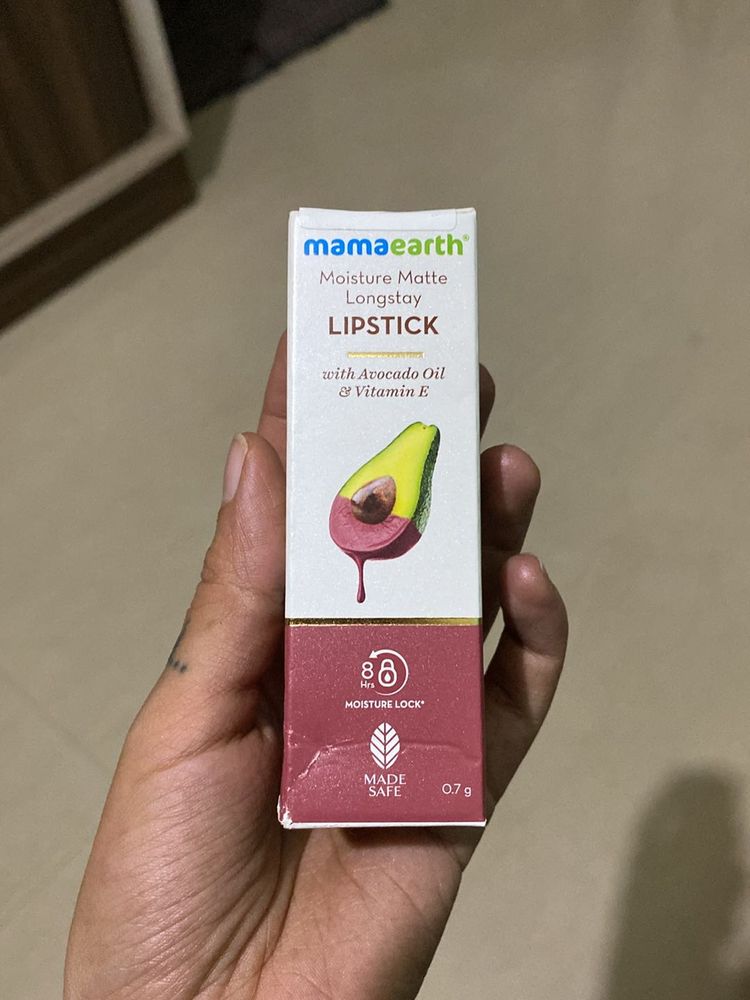 mamaearth®
Moisture Matte
Longstay
LIPSTICK
with Avocado Oil
& Vitamin E
8
Hrs
MOISTURE LOCK*
MADE
SAFE
0.7 g